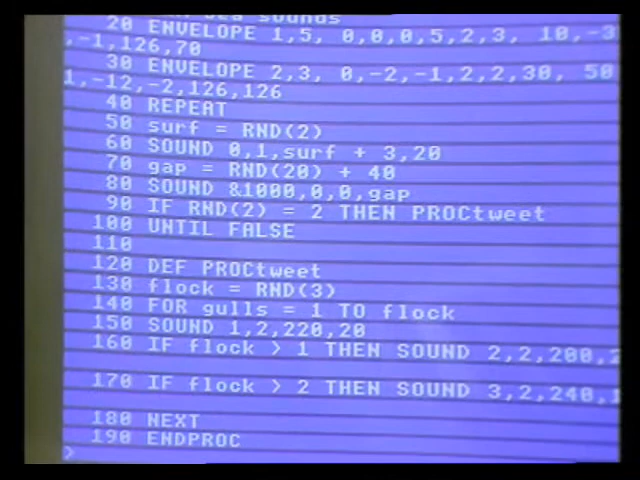 sounds
20 ENVELOPE 1,5, 0,0,0,5,2,3, 10,-3
,-1,126,70
30 ENVELOPE 2,3, 0,-2,-1,2,2,30, 50
1,-12,-2,126,126
40 REPEAT
50 surf = RND(2)
60 SOUND 0,1,surf + 3,20
70 gap = RND(20) + 40
80 SOUND &1000,0,0,gap
90 IF RND(2) = 2 THEN PROCtweet
100 UNTIL FALSE
110
120 DEF PROCtweet
130 flock = RND(3)
140 FOR gulls = 1 TO flock
150 SOUND 1,2,220,20
160 IF flock > 1 THEN SOUND 2,2,200,2
170 IF flock > 2 THEN SOUND 3,2,240,1
180 NEXT
190 ENDPROC
>